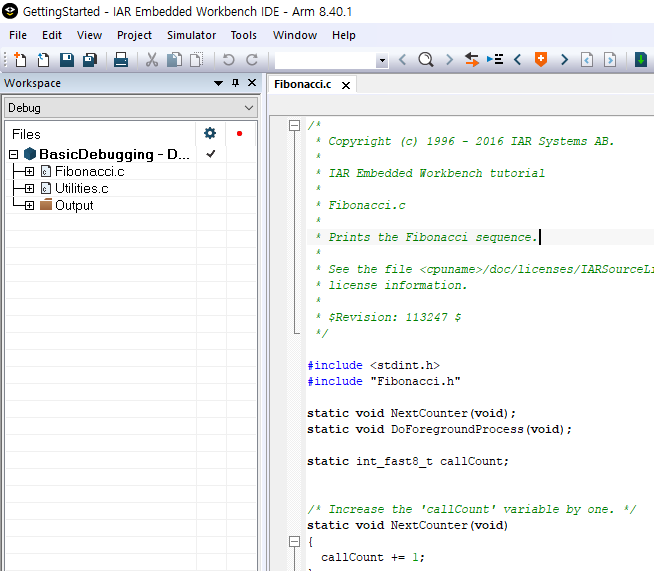 GettingStarted - IAR Embedded Workbench IDE - Arm 8.40.1
File Edit View Project Simulator Tools Window Help
Workspace
Debug
Files
BasicDebugging - D...
Fibonacci.c
Utilities.c
Output
Fibonacci.c
/*
* Copyright (c) 1996 - 2016 IAR Systems AB.
*
* IAR Embedded Workbench tutorial
*
* Fibonacci.c
*
* Prints the Fibonacci sequence.
*
* See the file <cpuname>/doc/licenses/IARSourceLi
* license information.
*
* $Revision: 113247 $
*/
#include <stdint.h>
#include "Fibonacci.h"
static void NextCounter(void);
static void DoForegroundProcess(void);
static int_fast8_t callCount;
/* Increase the 'callCount' variable by one. */
static void NextCounter(void)
{
callCount += 1;